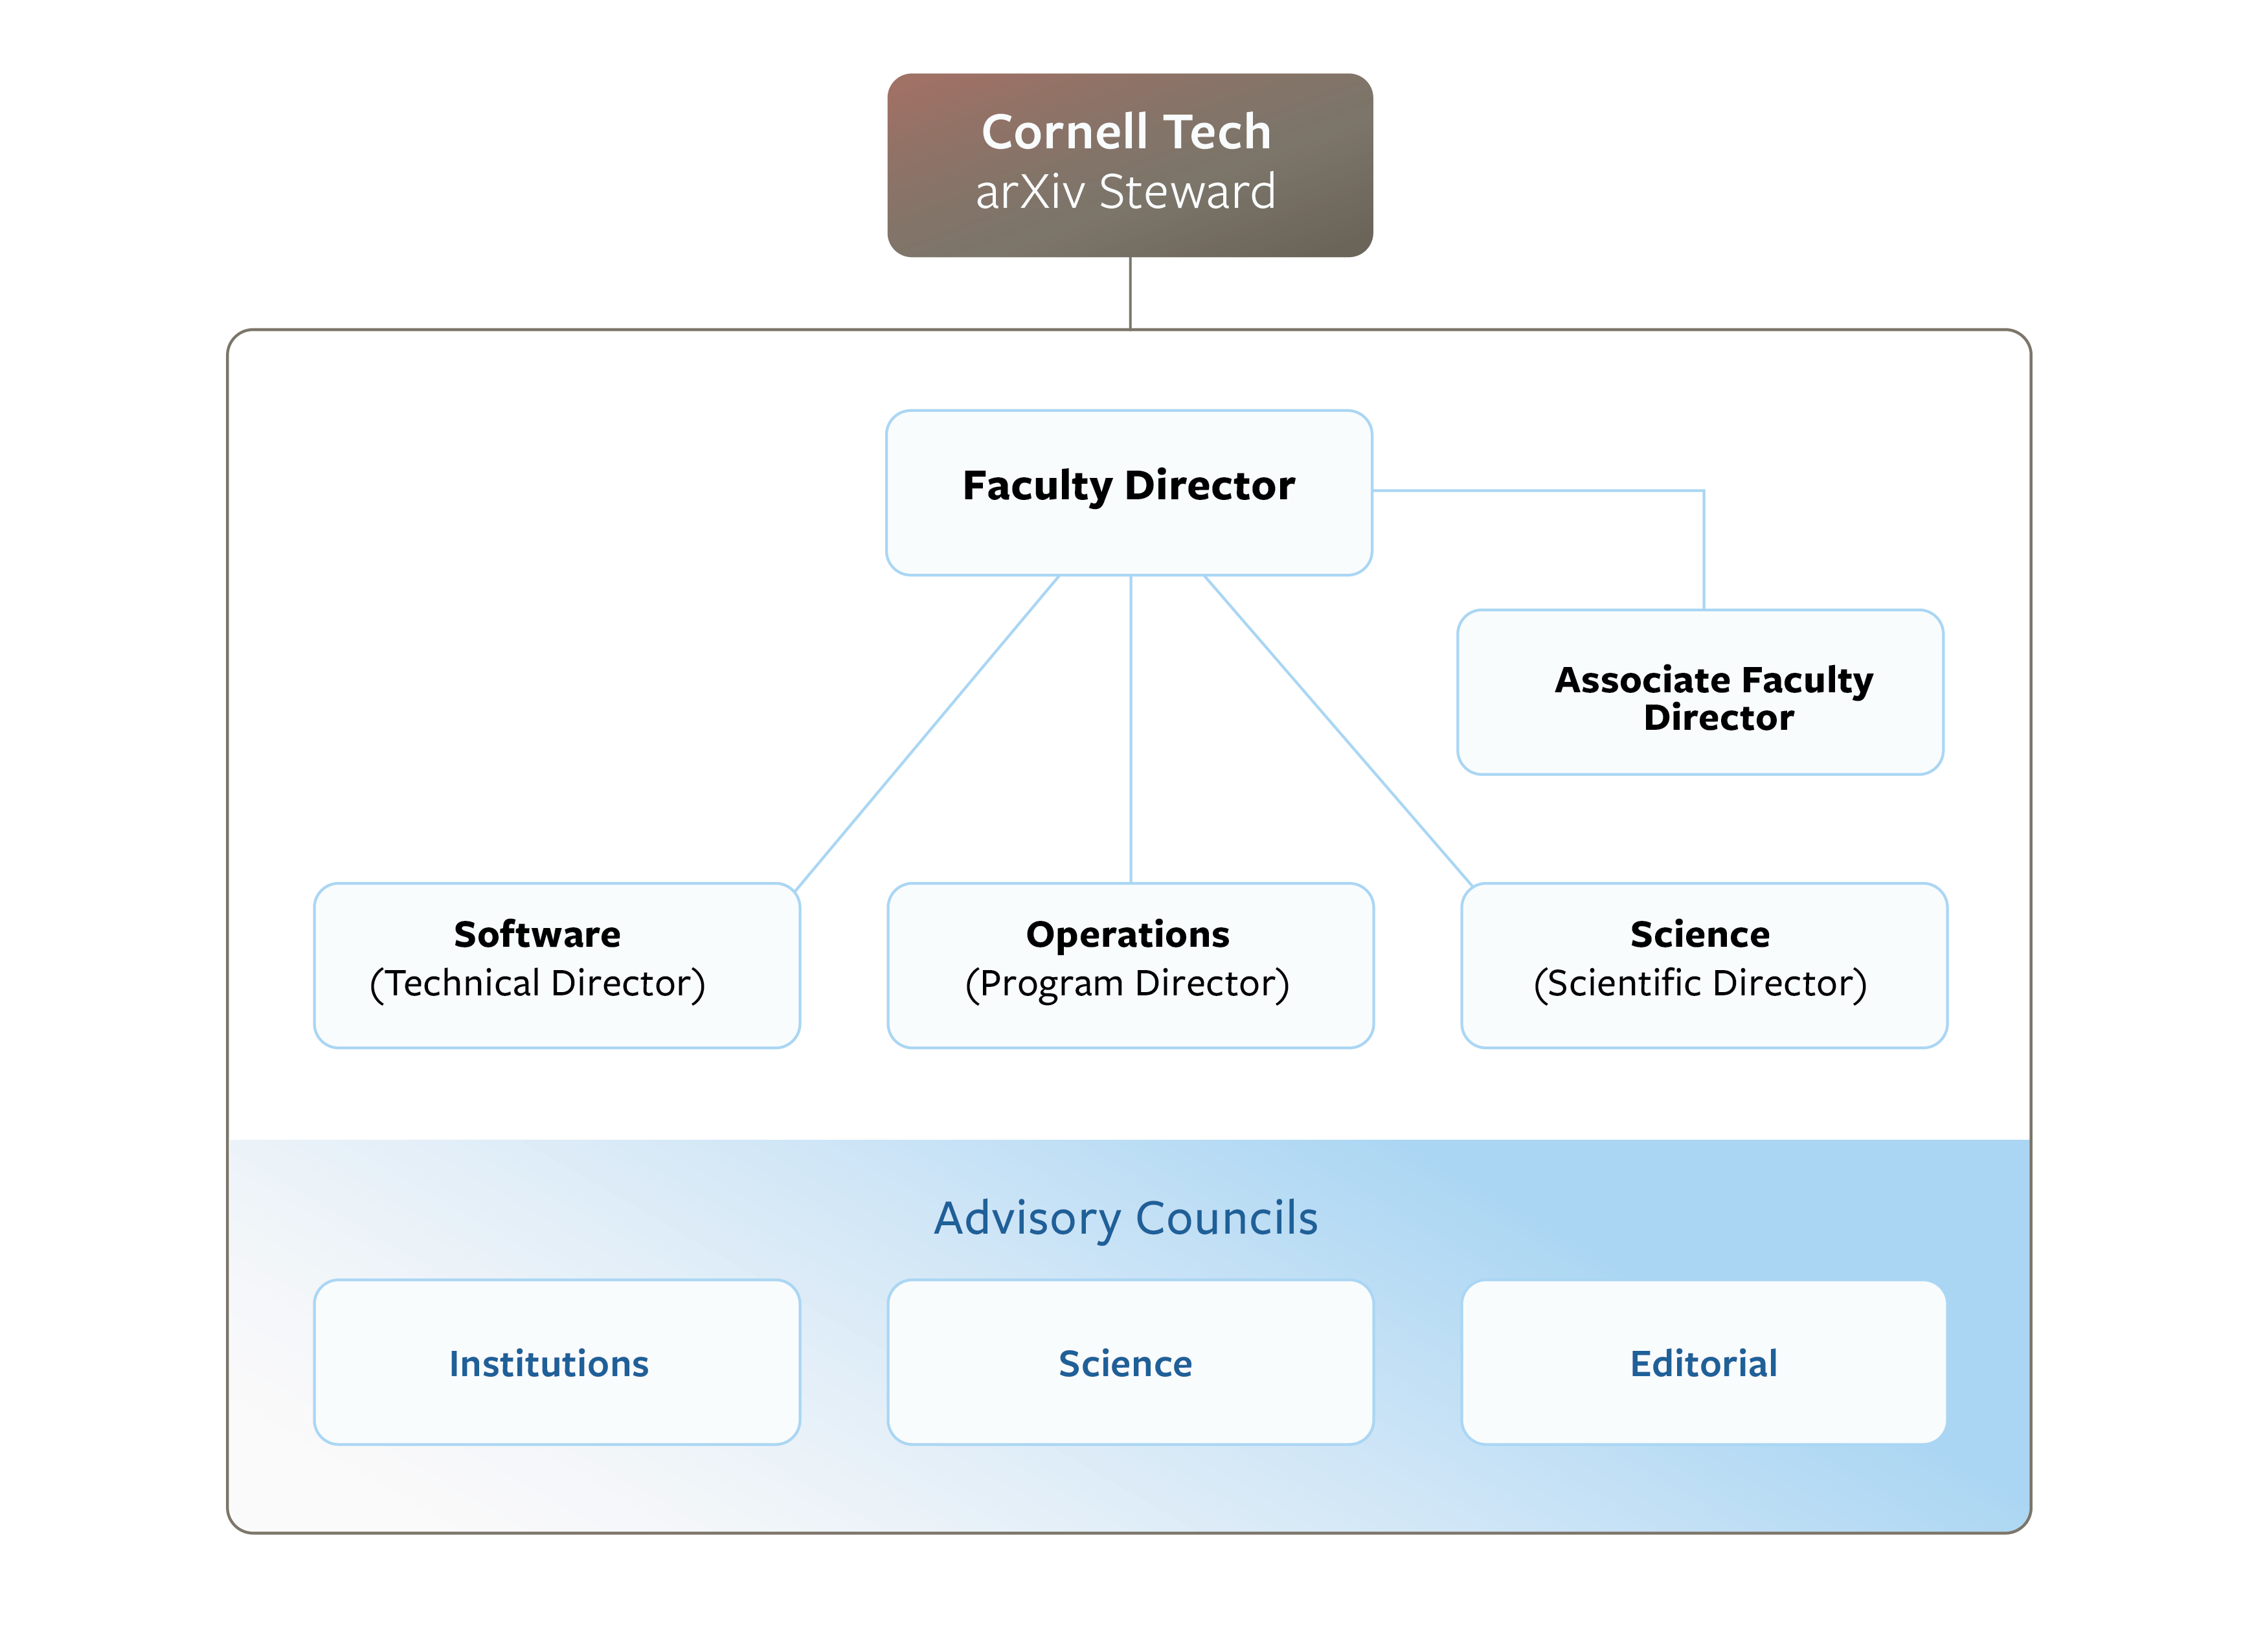 Cornell Tech
arXiv Steward
Faculty Director
Associate Faculty
Director
Software
(Technical Director)
Operations
(Program Director)
Science
(Scientific Director)
Advisory Councils
Institutions
Science
Editorial